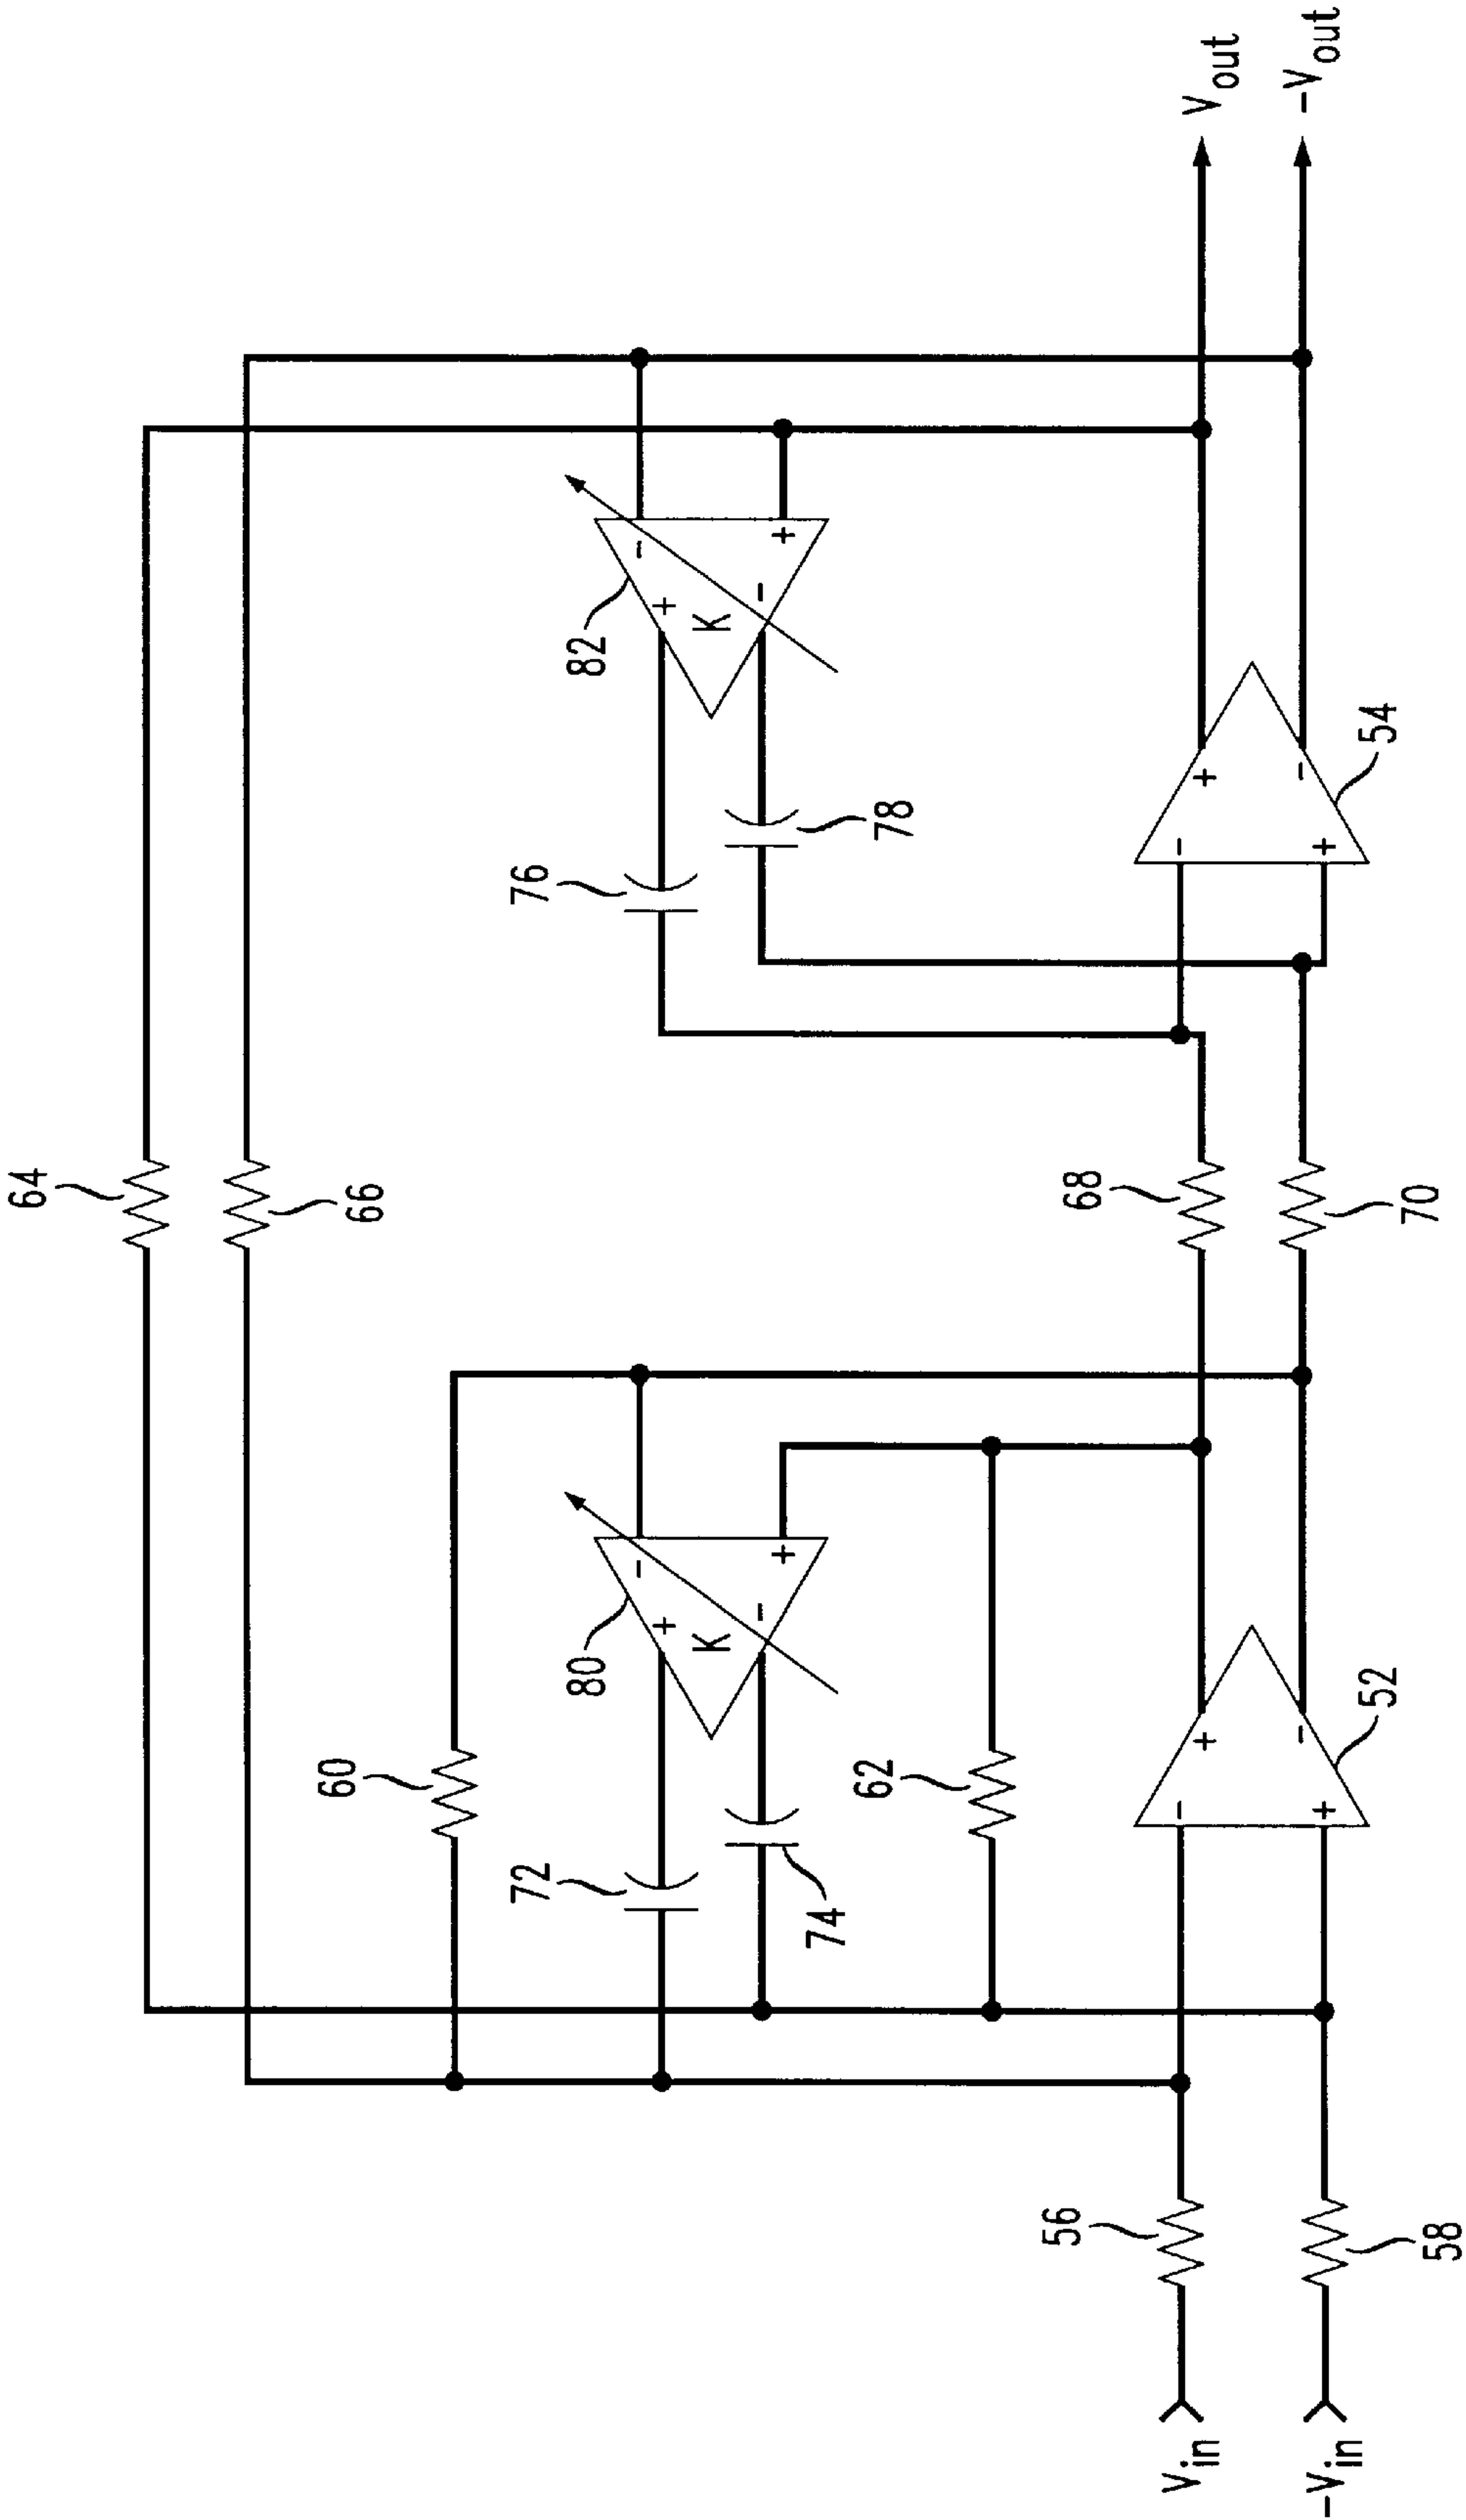 64
66
60
80
K
72
74
62
82
K
76
78
68
70
56
58
52
54
Vin
-Vin
Vout
-Vout
- + + -
- + + -
- + + -
- + + -